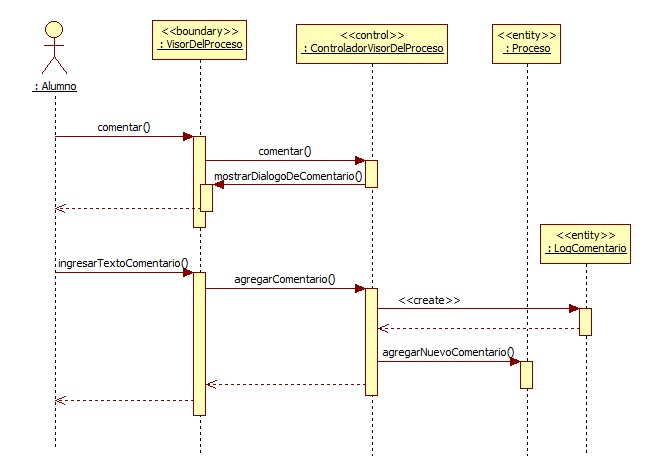 <<boundary>>
: VisorDelProceso
<<control>>
: ControladorVisorDelProceso
<<entity>>
: Proceso
: Alumno
comentar()
comentar()
mostrarDialogoDeComentario()
<<entity>>
: LogComentario
ingresarTextoComentario()
agregarComentario()
<<create>>
agregarNuevoComentario()